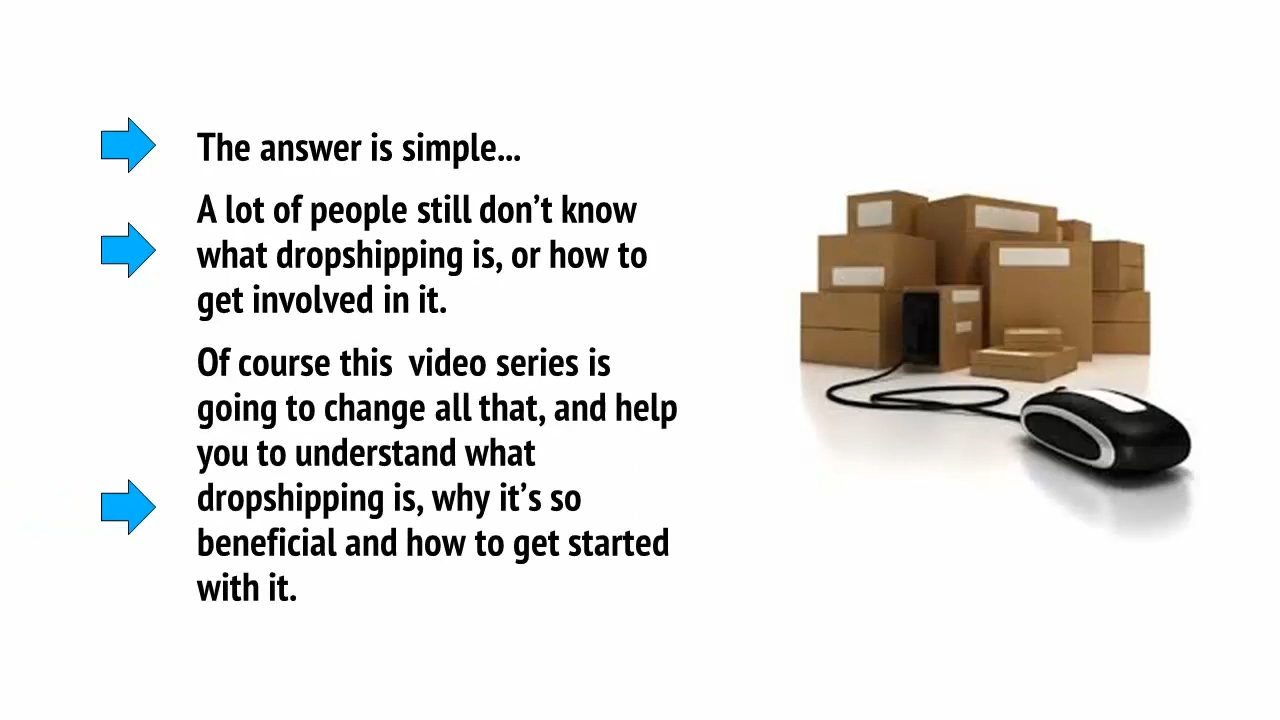 The answer is simple...
A lot of people still don’t know
what dropshipping is, or how to
get involved in it.
Of course this  video series is
going to change all that, and help
you to understand what
dropshipping is, why it’s so
beneficial and how to get started
with it.